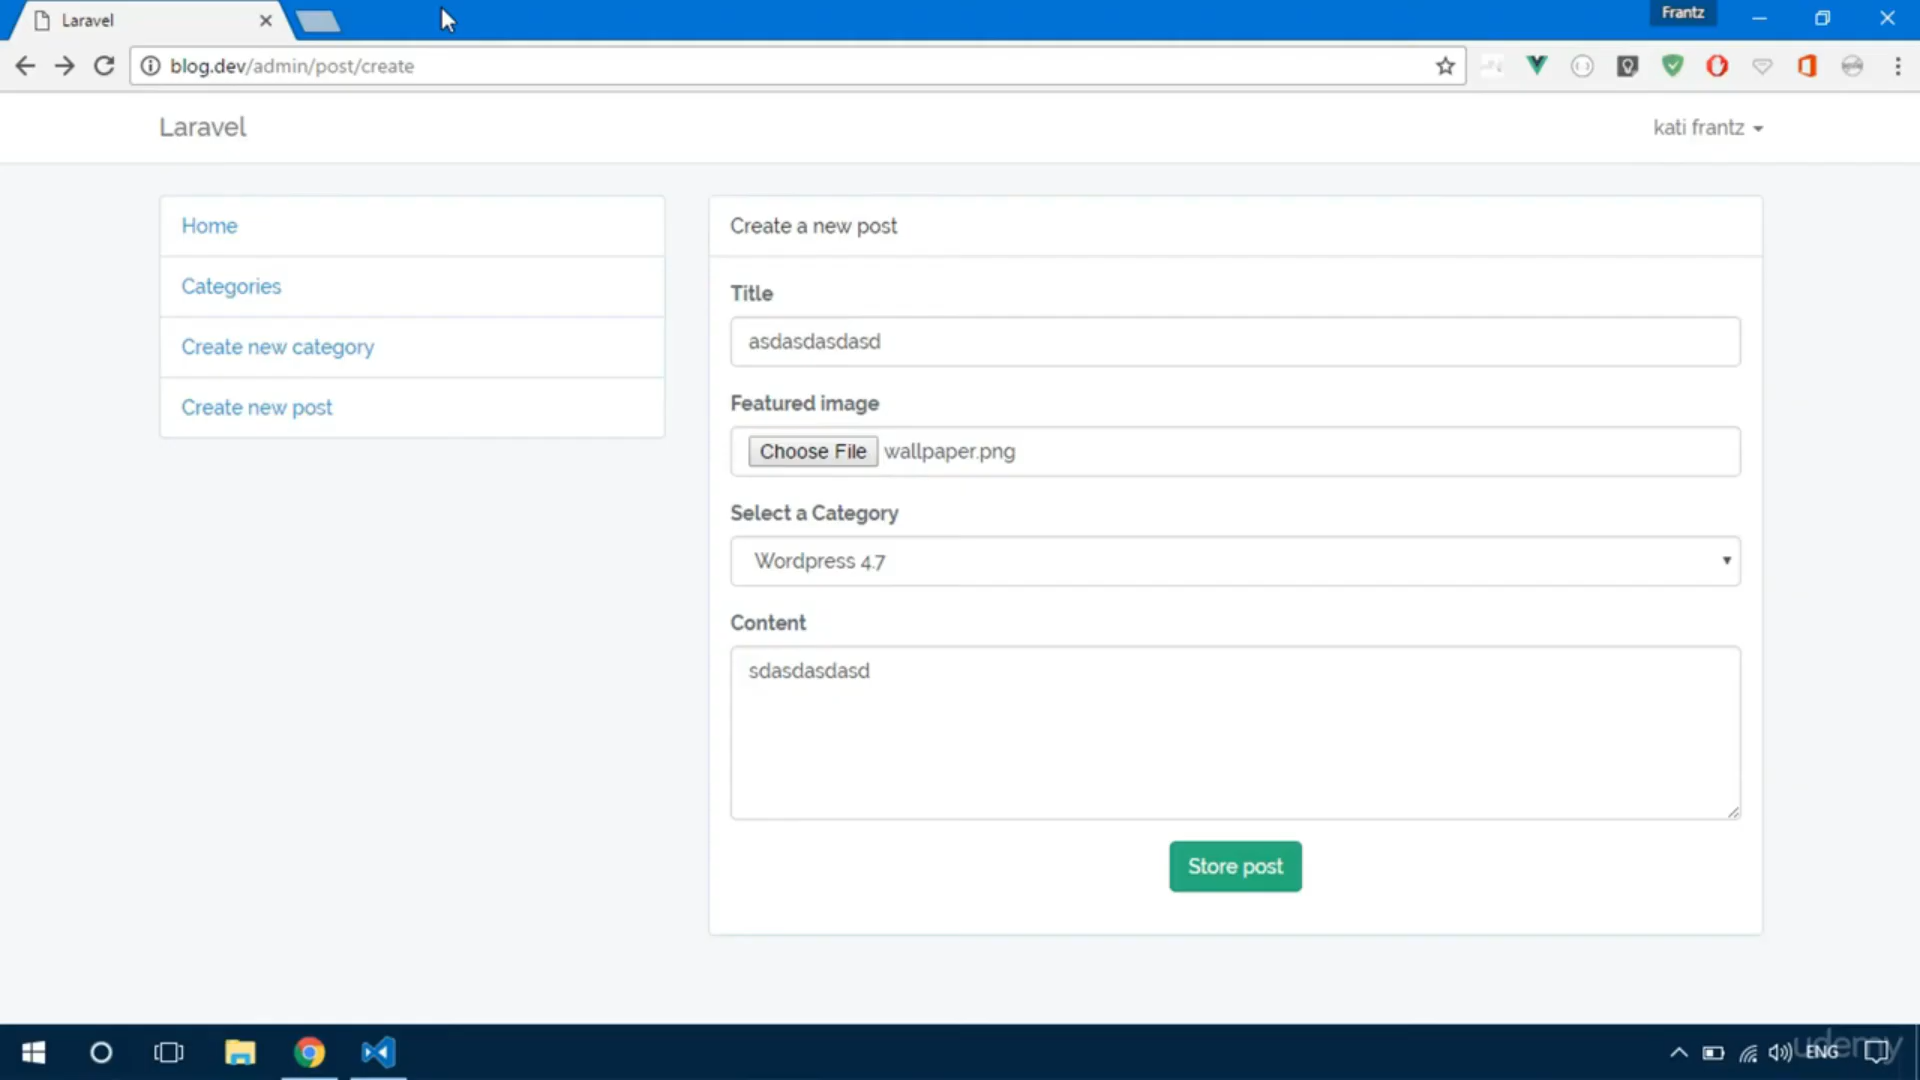 Laravel
Frantz
blog.dev/admin/post/create
Laravel
kati frantz
Home
Categories
Create new category
Create new post
Create a new post
Title
asdasdasdasd
Featured image
Choose File wallpaper.png
Select a Category
Wordpress 4.7
Content
sdasdasdasd
Store post
ENG
udemy